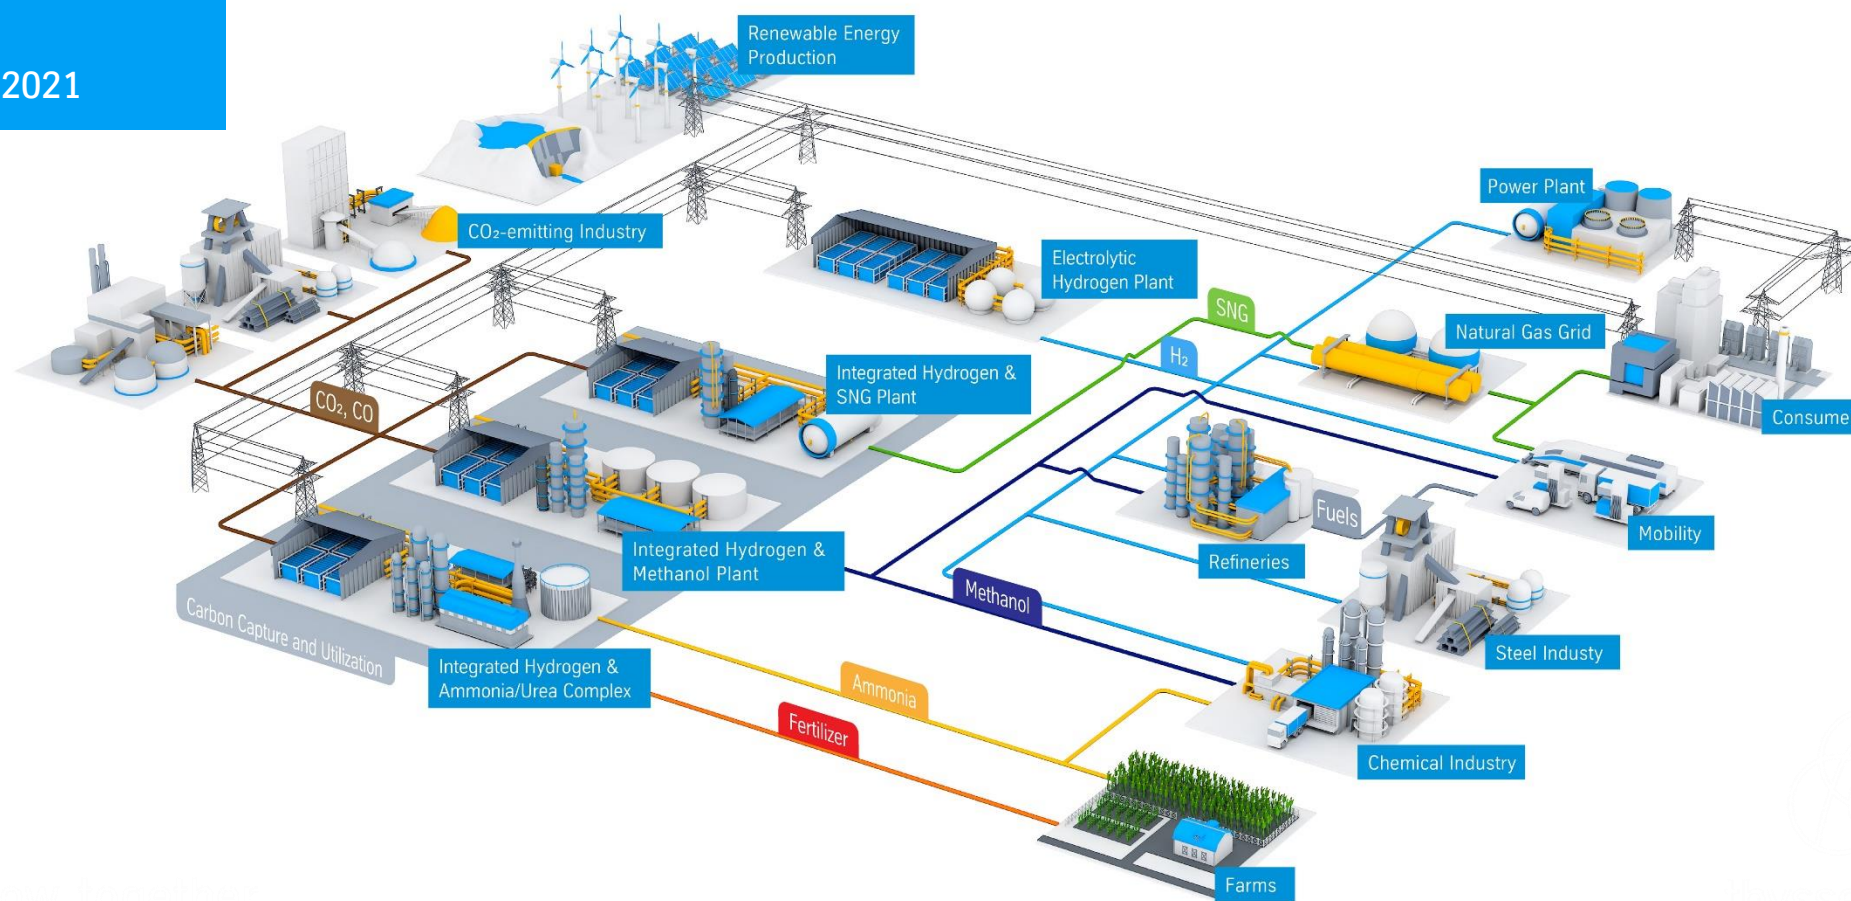 2021
Renewable Energy
Production
Power Plant
CO₂-emitting Industry
Electrolytic
Hydrogen Plant
SNG
Natural Gas Grid
H₂
Integrated Hydrogen &
SNG Plant
CO₂, CO
Consume
Fuels
Mobility
Integrated Hydrogen &
Methanol Plant
Refineries
Methanol
Carbon Capture and Utilization
Steel Industy
Integrated Hydrogen &
Ammonia/Urea Complex
Ammonia
Fertilizer
Chemical Industry
Farms